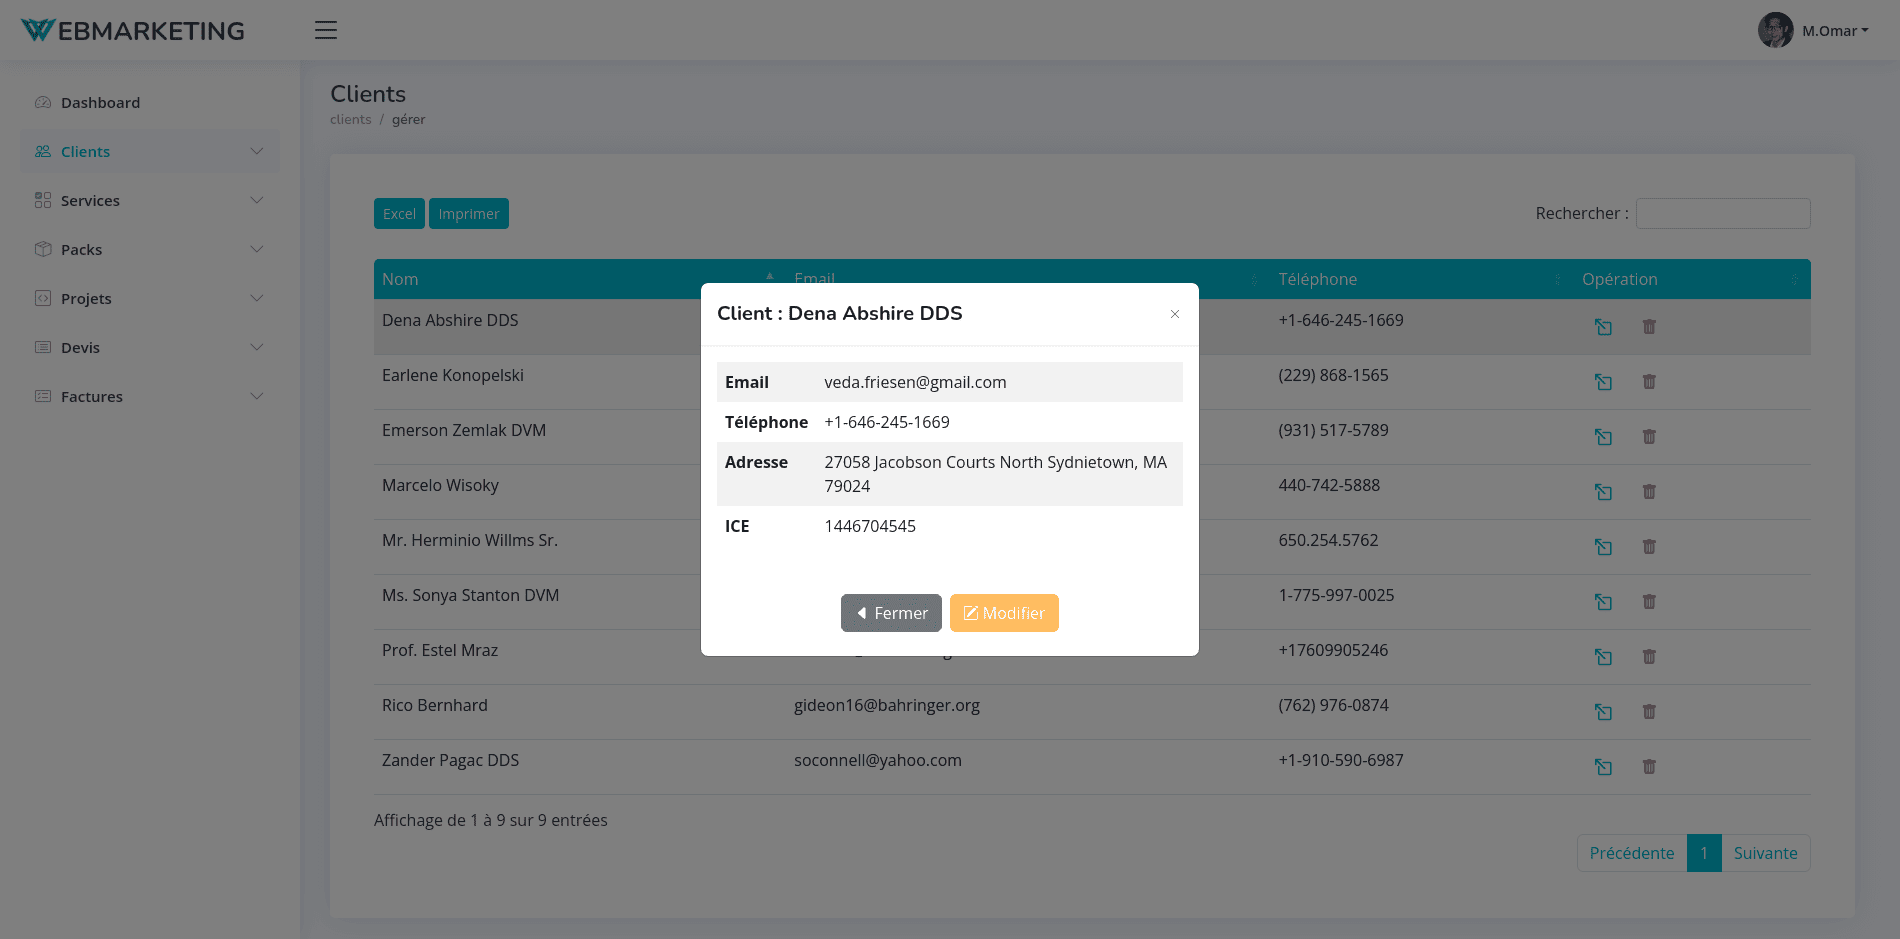 WEBMARKETING
M.Omar
Dashboard
Clients
Services
Packs
Projets
Devis
Factures
Clients
clients / gérer
Excel Imprimer
Rechercher :
Nom Email Téléphone Opération
Dena Abshire DDS +1-646-245-1669
Earlene Konopelski (229) 868-1565
Emerson Zemlak DVM (931) 517-5789
Marcelo Wisoky 440-742-5888
Mr. Herminio Willms Sr. 650.254.5762
Ms. Sonya Stanton DVM 1-775-997-0025
Prof. Estel Mraz +17609905246
Rico Bernhard gideon16@bahringer.org (762) 976-0874
Zander Pagac DDS soconnell@yahoo.com +1-910-590-6987
Affichage de 1 à 9 sur 9 entrées
Précédente 1 Suivante
Client : Dena Abshire DDS ×
Email veda.friesen@gmail.com
Téléphone +1-646-245-1669
Adresse 27058 Jacobson Courts North Sydnietown, MA
79024
ICE 1446704545
Fermer Modifier